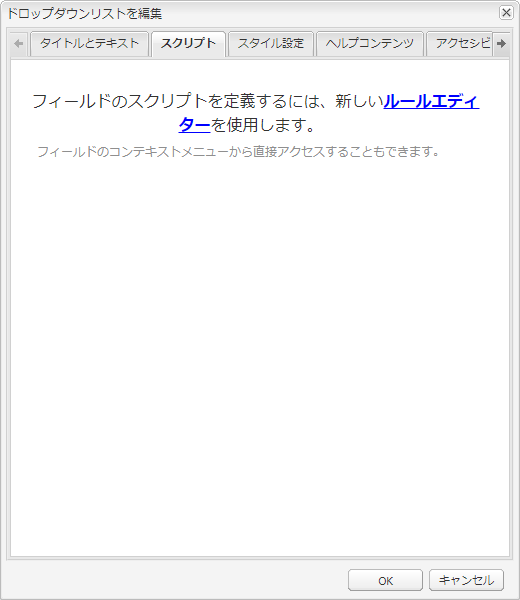 ドロップダウンリストを編集
タイトルとテキスト
スクリプト
スタイル設定
ヘルプコンテンツ
アクセシビ
フィールドのスクリプトを定義するには、新しいルールエディ
ターを使用します。
フィールドのコンテキストメニューから直接アクセスすることもできます。
OK
キャンセル